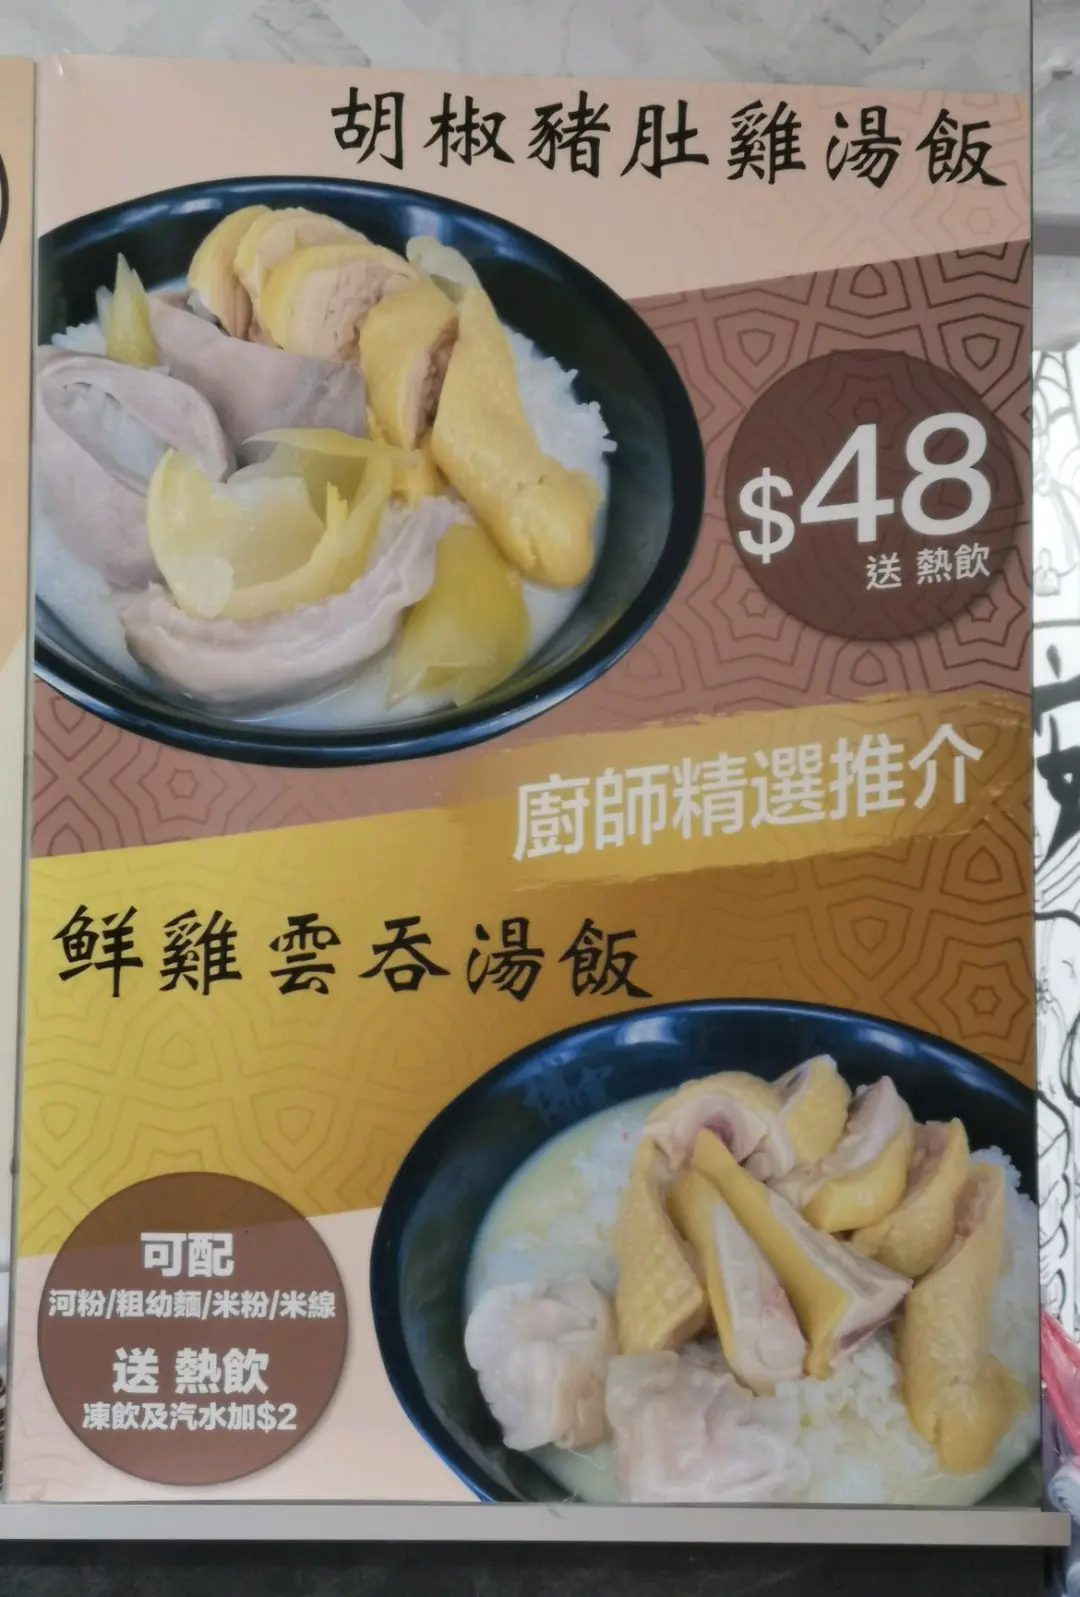 胡椒豬肚雞湯飯
$48
送 熱飲
廚師精選推介
鮮雞雲吞湯飯
可配
河粉/粗幼麵/米粉/米線
送 熱飲
凍飲及汽水加$2